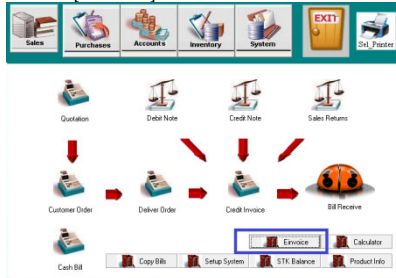 Sales Purchases Accounts Inventory System EXIT Sel_Printer
Quotation Debit Note Credit Note Sales Returns
Customer Order Deliver Order Credit Invoice Bill Receive
Einvoice Calculator
Cash Bill Copy Bills Setup System STK Balance Product Info